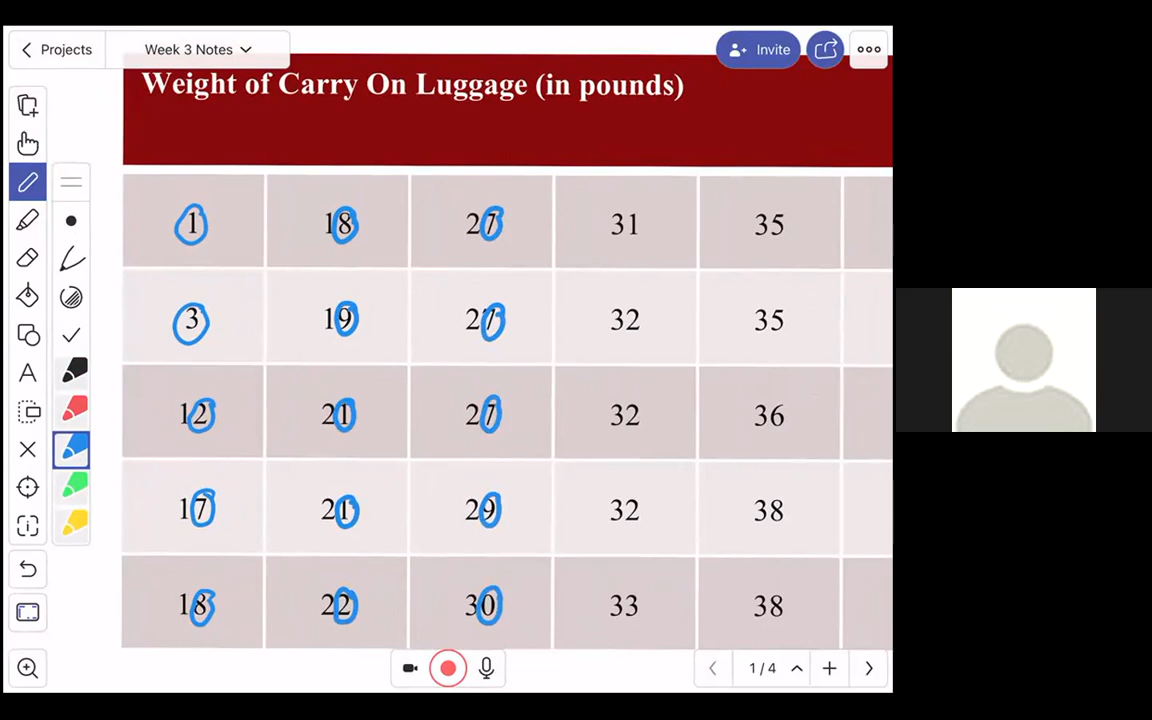 Projects Week 3 Notes Invite
Weight of Carry On Luggage (in pounds)
1 18 27 31 35
3 19 27 32 35
12 21 27 32 36
17 21 29 32 38
18 22 30 33 38
1/4